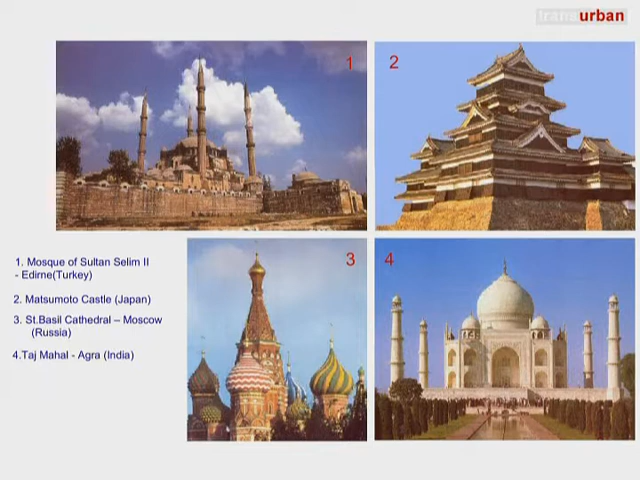 transurban
1
2
1. Mosque of Sultan Selim II
- Edirne(Turkey)
2. Matsumoto Castle (Japan)
3. St.Basil Cathedral – Moscow
(Russia)
4.Taj Mahal - Agra (India)
3
4